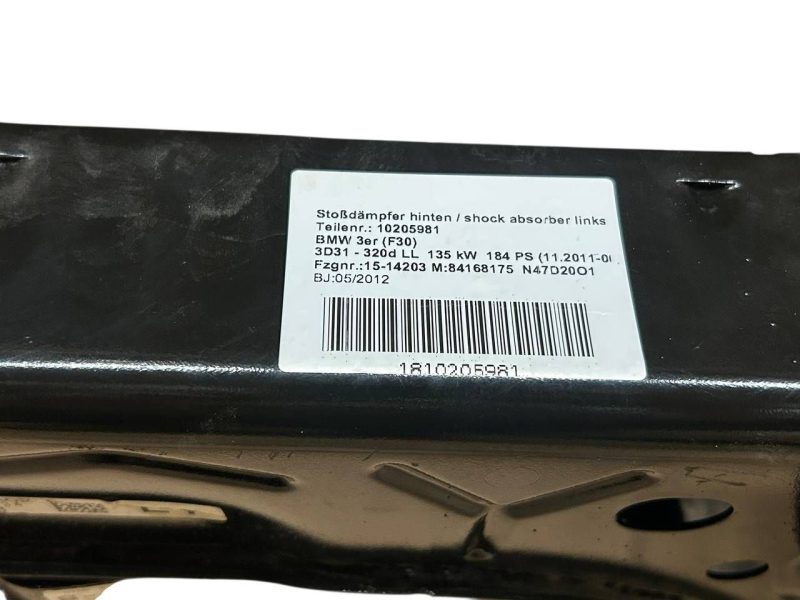 Stoßdämpfer hinten / shock absorber links
Teilenr.: 10205981
BMW 3er (F30)
3D31 - 320d LL 135 kW 184 PS (11.2011-0
Fzgnr.:15-14203 M:84168175 N47D20O1
BJ:05/2012
1810205981